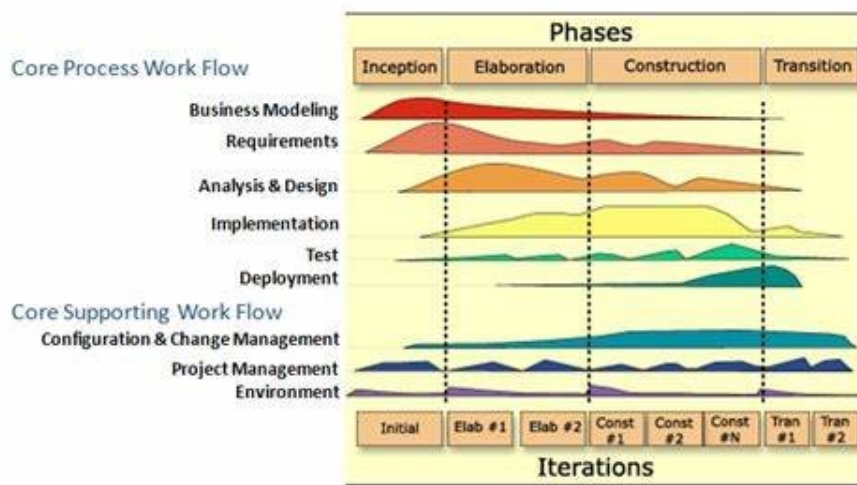 Phases
Core Process Work Flow
Inception Elaboration Construction Transition
Business Modeling
Requirements
Analysis & Design
Implementation
Test
Deployment
Core Supporting Work Flow
Configuration & Change Management
Project Management
Environment
Initial Elab #1 Elab #2 Const #1 Const #2 Const #N Tran #1 Tran #2
Iterations